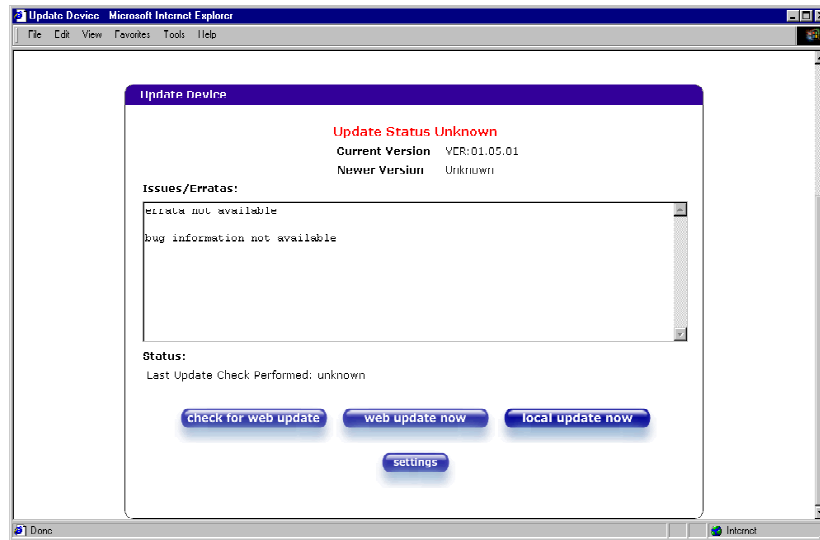 Update Device Microsoft Internet Explorer
File Edit View Favorites Tools Help
Update Device
Update Status Unknown
Current Version VER:01.05.01
Newer Version Unknown
Issues/Erratas:
errata not available
bug information not available
Status:
Last Update Check Performed: unknown
check for web update web update now local update now
settings
Done Internet